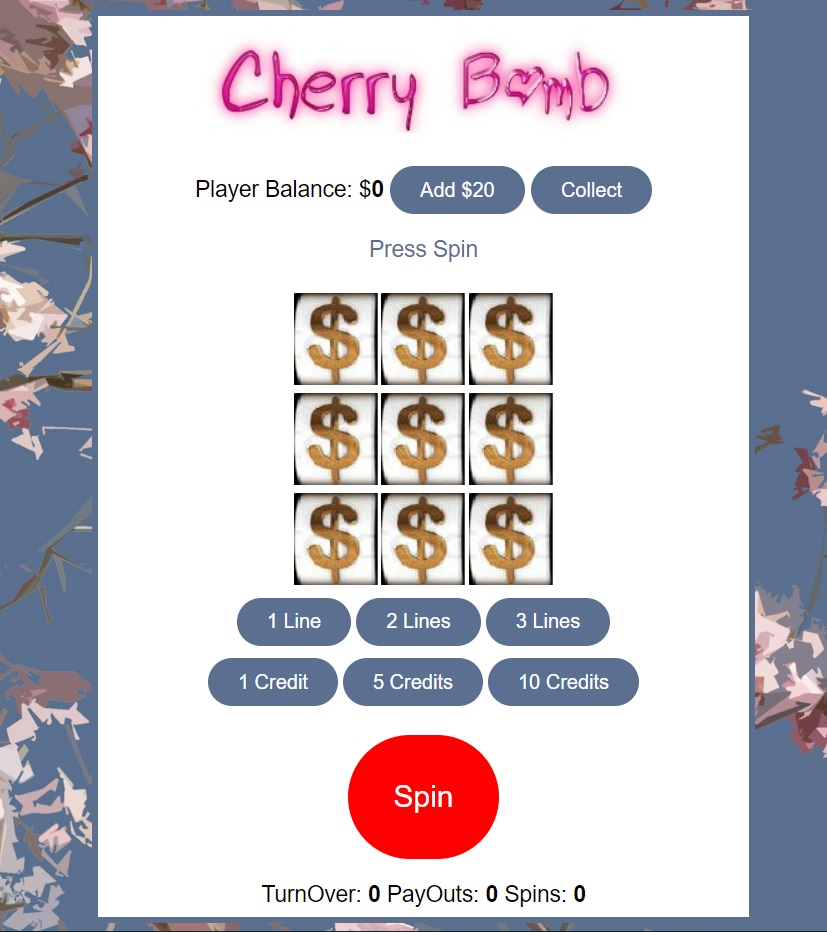 Cherry Bomb
Player Balance: $0 Add $20 Collect
Press Spin
$ $ $
$ $ $
$ $ $
1 Line 2 Lines 3 Lines
1 Credit 5 Credits 10 Credits
Spin
TurnOver: 0 PayOuts: 0 Spins: 0